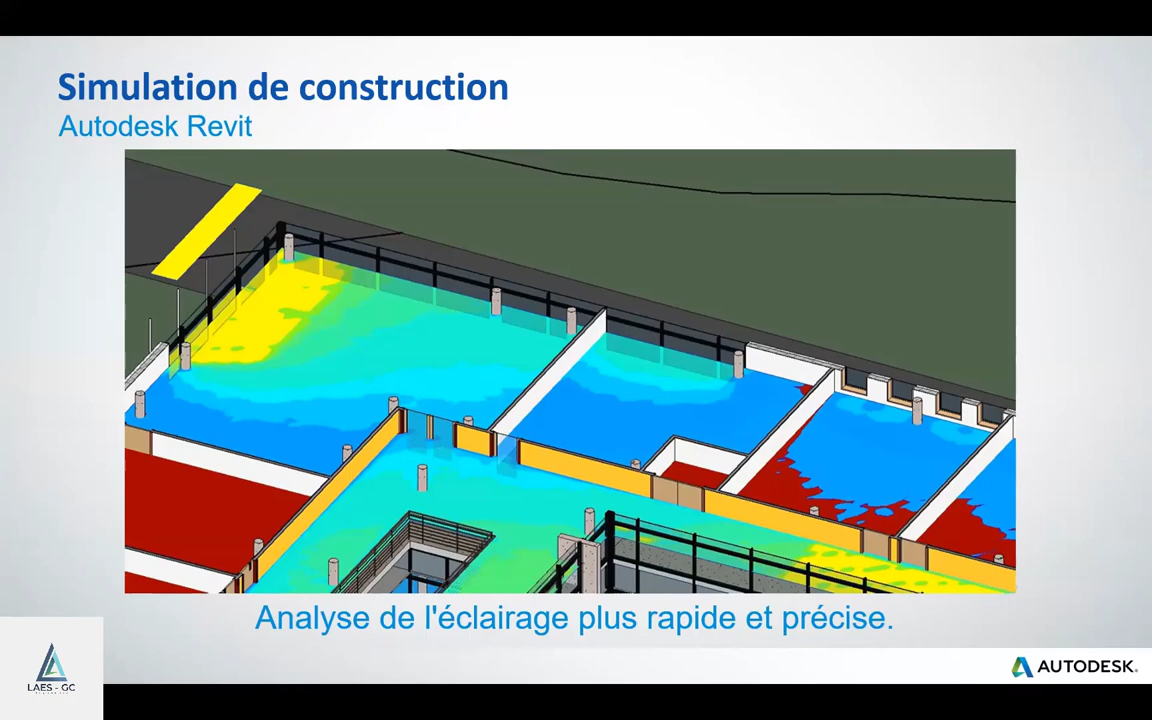 Simulation de construction
Autodesk Revit
Analyse de l'éclairage plus rapide et précise.
LAES - GC
AUTODESK.